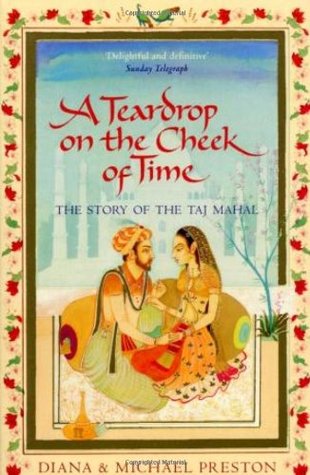 'Delightful and definitive'
Sunday Telegraph
A Teardrop
on the Cheek
of Time
THE STORY OF THE TAJ MAHAL
DIANA & MICHAEL PRESTON